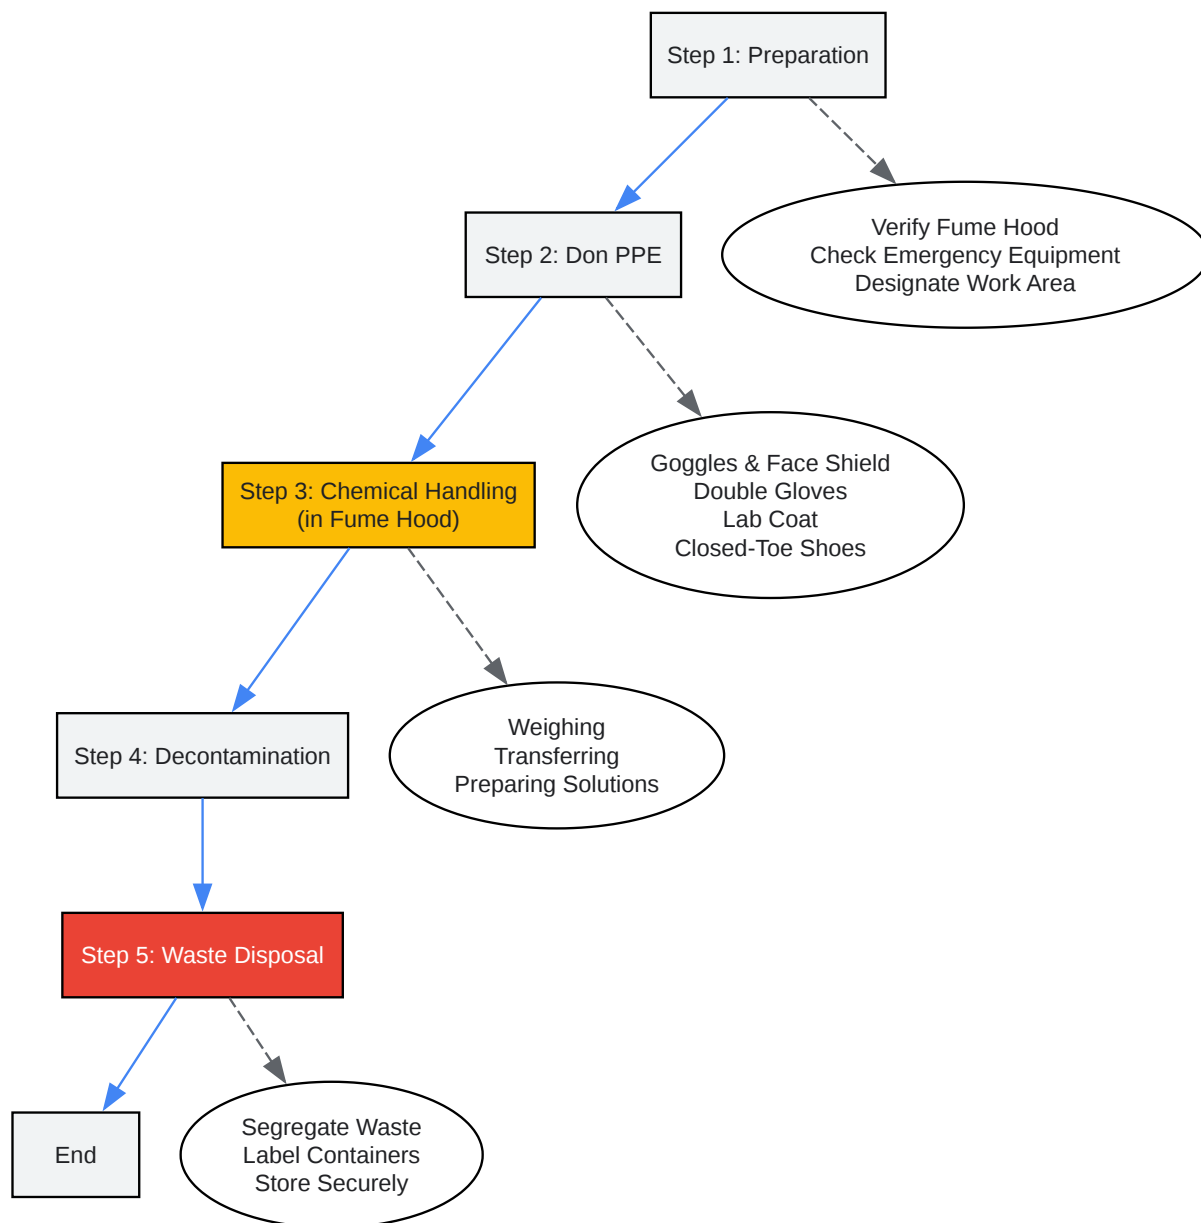 Step 1: Preparation
Verify Fume Hood
Check Emergency Equipment
Designate Work Area
Step 2: Don PPE
Goggles & Face Shield
Double Gloves
Lab Coat
Closed-Toe Shoes
Step 3: Chemical Handling
(in Fume Hood)
Weighing
Transferring
Preparing Solutions
Step 4: Decontamination
Step 5: Waste Disposal
Segregate Waste
Label Containers
Store Securely
End